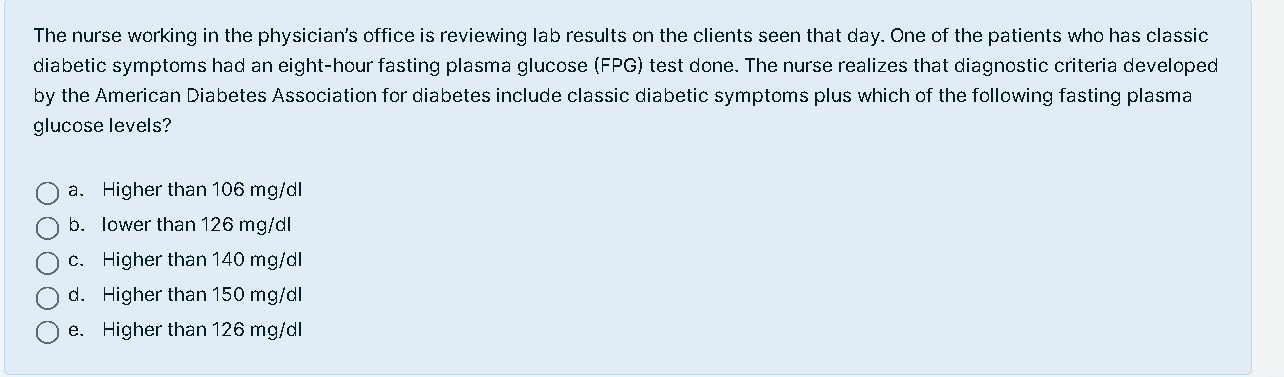 The nurse working in the physician's office is reviewing lab results on the clients seen that day. One of the patients who has classic
diabetic symptoms had an eight-hour fasting plasma glucose (FPG) test done. The nurse realizes that diagnostic criteria developed
by the American Diabetes Association for diabetes include classic diabetic symptoms plus which of the following fasting plasma
glucose levels?
a. Higher than 106 mg/dl
b. lower than 126 mg/dl
c. Higher than 140 mg/dl
d. Higher than 150 mg/dl
e. Higher than 126 mg/dl